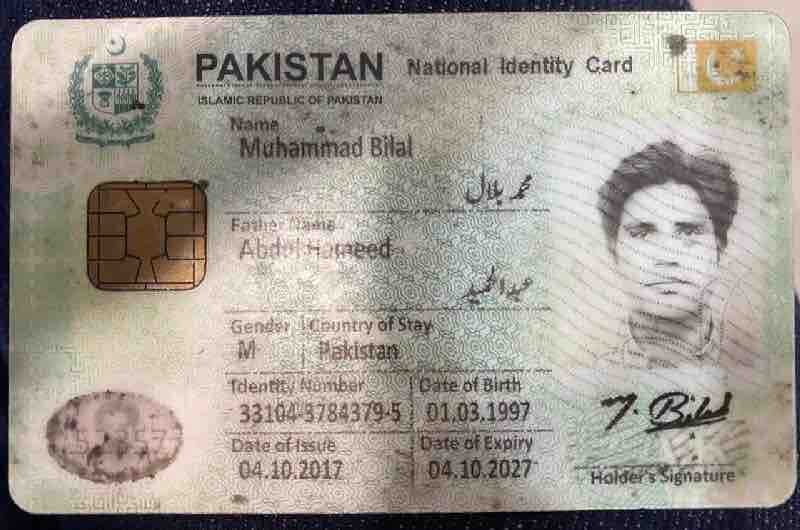 PAKISTAN National Identity Card
ISLAMIC REPUBLIC OF PAKISTAN
Name
Muhammad Bilal
محمد بلال
Father Name
Abdul Hameed
عبدالحمید
Gender Country of Stay
M Pakistan
Identity Number Date of Birth
33104-3784379-5 01.03.1997
Date of Issue Date of Expiry
04.10.2017 04.10.2027
M. Bilal
Holder's Signature